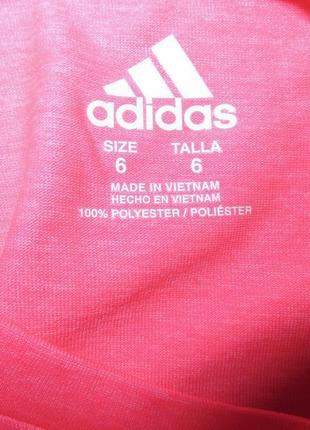 adidas
SIZE TALLA
6 6
MADE IN VIETNAM
HECHO EN VIETNAM
100% POLYESTER / POLIÉSTER